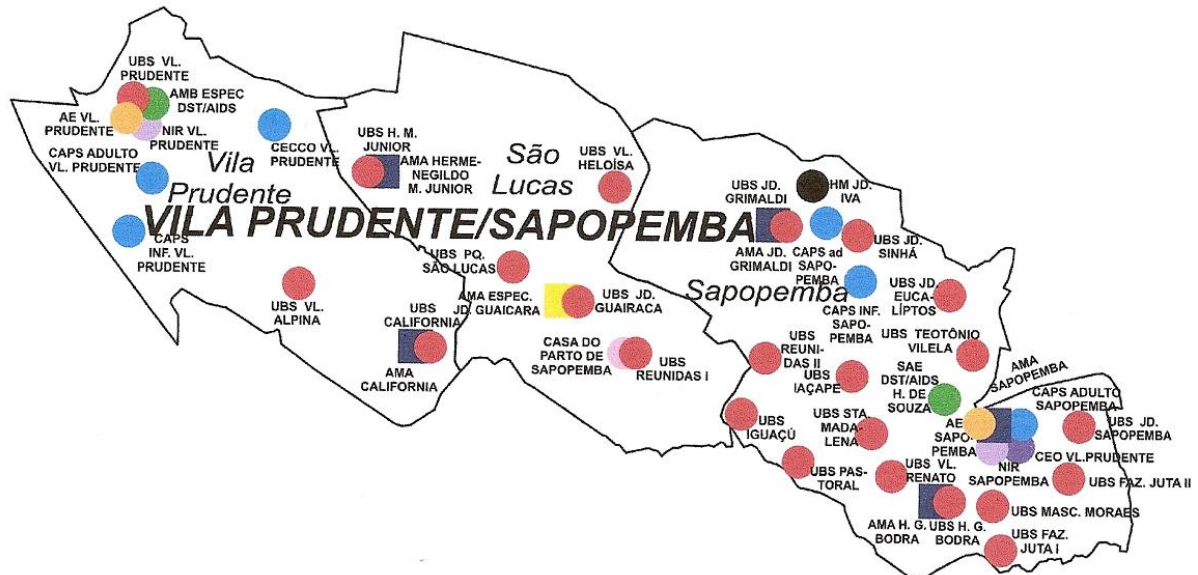 UBS VL.
PRUDENTE
AMB ESPEC
DST/AIDS
AE VL.
PRUDENTE
NIR VL.
PRUDENTE
CECCO VL.
PRUDENTE
CAPS ADULTO
VL. PRUDENTE
Vila
Prudente
CAPS
INF. VL.
PRUDENTE
UBS VL.
ALPINA
UBS H. M.
JUNIOR
AMA HERME-
NEGILDO
M. JUNIOR
São
Lucas
UBS VL.
HELOÍSA
VILA PRUDENTE/SAPOPEMBA
UBS PQ.
SÃO LUCAS
AMA ESPEC.
JD. GUAICARA
UBS JD.
GUAIRACA
UBS
CALIFORNIA
AMA
CALIFORNIA
CASA DO
PARTO DE
SAPOPEMBA
UBS
REUNIDAS I
UBS JD.
GRIMALDI
HM JD.
IVA
AMA JD.
GRIMALDI
CAPS ad
SAPO-
PEMBA
UBS JD.
SINHÁ
Sapopemba
CAPS INF.
SAPO-
PEMBA
UBS JD.
EUCA-
LÍPTOS
UBS
REUNI-
DAS II
UBS TEOTÔNIO
VILELA
UBS
IAÇAPE
SAE
DST/AIDS
H. DE
SOUZA
AMA
SAPOPEMBA
CAPS ADULTO
SAPOPEMBA
UBS
IGUAÇÚ
UBS STA.
MADA-
LENA
AE
SAPO-
PEMBA
UBS JD.
SAPOPEMBA
CEO VL.PRUDENTE
NIR
SAPOPEMBA
UBS PAS-
TORAL
UBS VL.
RENATO
UBS FAZ. JUTA II
AMA H. G.
BODRA
UBS H. G.
BODRA
UBS MASC. MORAES
UBS FAZ.
JUTA I